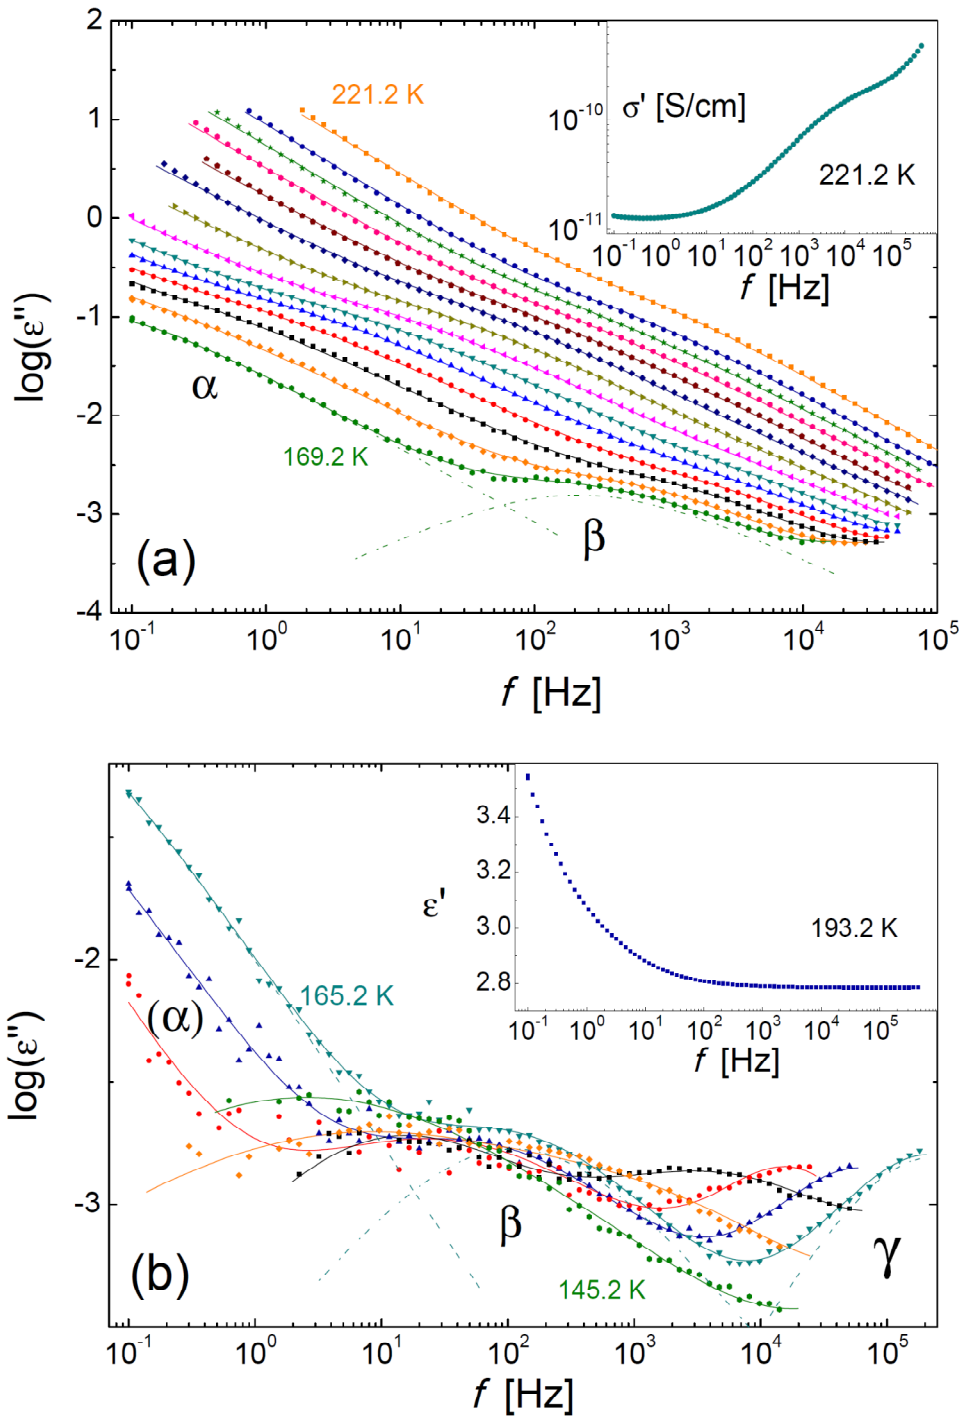 2
1
0
-1
-2
-3
-4
log(ε'')
221.2 K
α
169.2 K
β
(a)
10⁻¹ 10⁰ 10¹ 10² 10³ 10⁴ 10⁵
f [Hz]
10⁻¹⁰
10⁻¹¹
σ' [S/cm]
221.2 K
10⁻¹ 10⁰ 10¹ 10² 10³ 10⁴ 10⁵
f [Hz]
-2
-3
log(ε'')
(α)
165.2 K
β
145.2 K
γ
(b)
10⁻¹ 10⁰ 10¹ 10² 10³ 10⁴ 10⁵
f [Hz]
3.4
3.2
3.0
2.8
ε'
193.2 K
10⁻¹ 10⁰ 10¹ 10² 10³ 10⁴ 10⁵
f [Hz]